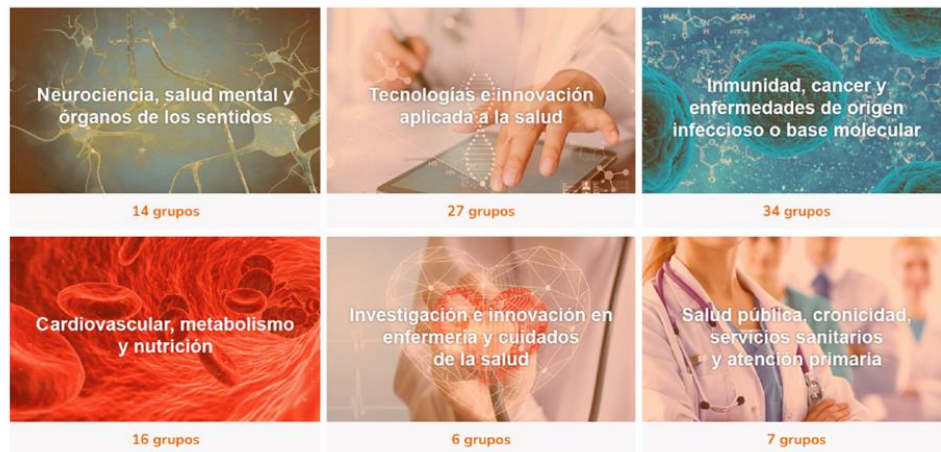 Neurociencia, salud mental y
órganos de los sentidos
14 grupos
Tecnologías e innovación
aplicada a la salud
27 grupos
Inmunidad, cancer y
enfermedades de origen
infeccioso o base molecular
34 grupos
Cardiovascular, metabolismo
y nutrición
16 grupos
Investigación e innovación en
enfermería y cuidados
de la salud
6 grupos
Salud pública, cronicidad,
servicios sanitarios
y atención primaria
7 grupos